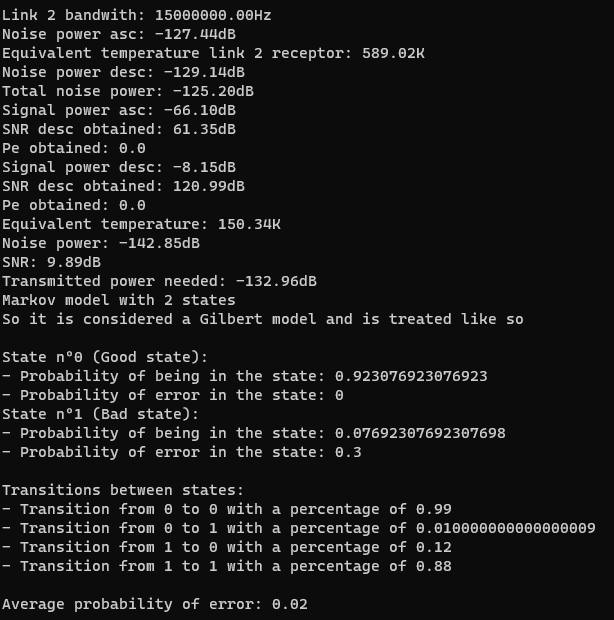 Link 2 bandwith: 15000000.00Hz
Noise power asc: -127.44dB
Equivalent temperature link 2 receptor: 589.02K
Noise power desc: -129.14dB
Total noise power: -125.20dB
Signal power asc: -66.10dB
SNR desc obtained: 61.35dB
Pe obtained: 0.0
Signal power desc: -8.15dB
SNR desc obtained: 120.99dB
Pe obtained: 0.0
Equivalent temperature: 150.34K
Noise power: -142.85dB
SNR: 9.89dB
Transmitted power needed: -132.96dB
Markov model with 2 states
So it is considered a Gilbert model and is treated like so
State nº0 (Good state):
- Probability of being in the state: 0.923076923076923
- Probability of error in the state: 0
State nº1 (Bad state):
- Probability of being in the state: 0.07692307692307698
- Probability of error in the state: 0.3
Transitions between states:
- Transition from 0 to 0 with a percentage of 0.99
- Transition from 0 to 1 with a percentage of 0.010000000000000009
- Transition from 1 to 0 with a percentage of 0.12
- Transition from 1 to 1 with a percentage of 0.88
Average probability of error: 0.02